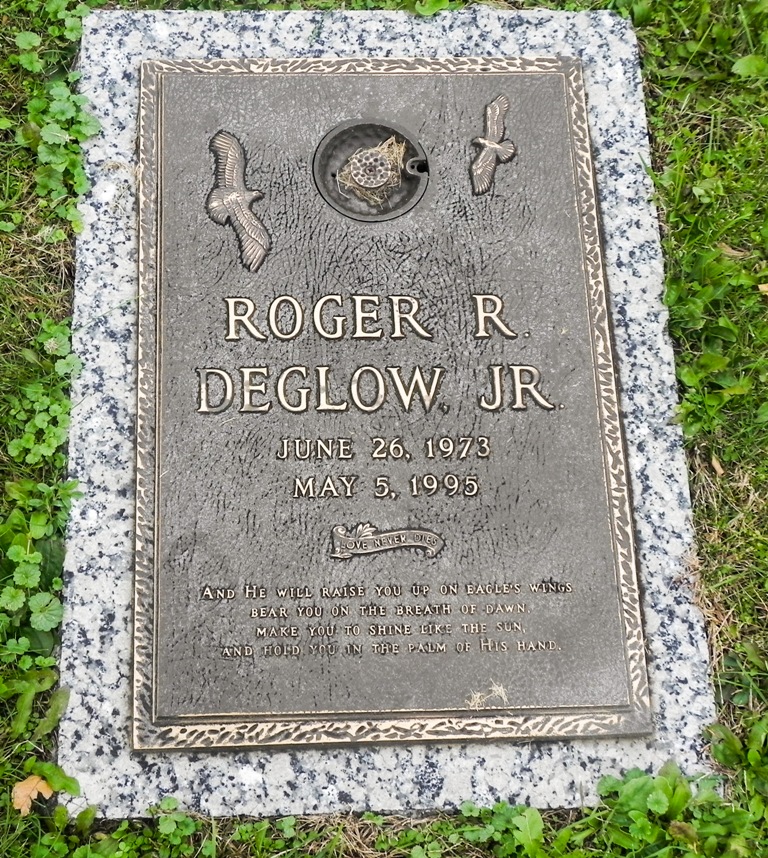 ROGER R.
DEGLOW, JR.
JUNE 26, 1973
MAY 5, 1995
LOVE NEVER DIES
AND HE WILL RAISE YOU UP ON EAGLE'S WINGS
BEAR YOU ON THE BREATH OF DAWN,
MAKE YOU TO SHINE LIKE THE SUN,
AND HOLD YOU IN THE PALM OF HIS HAND.